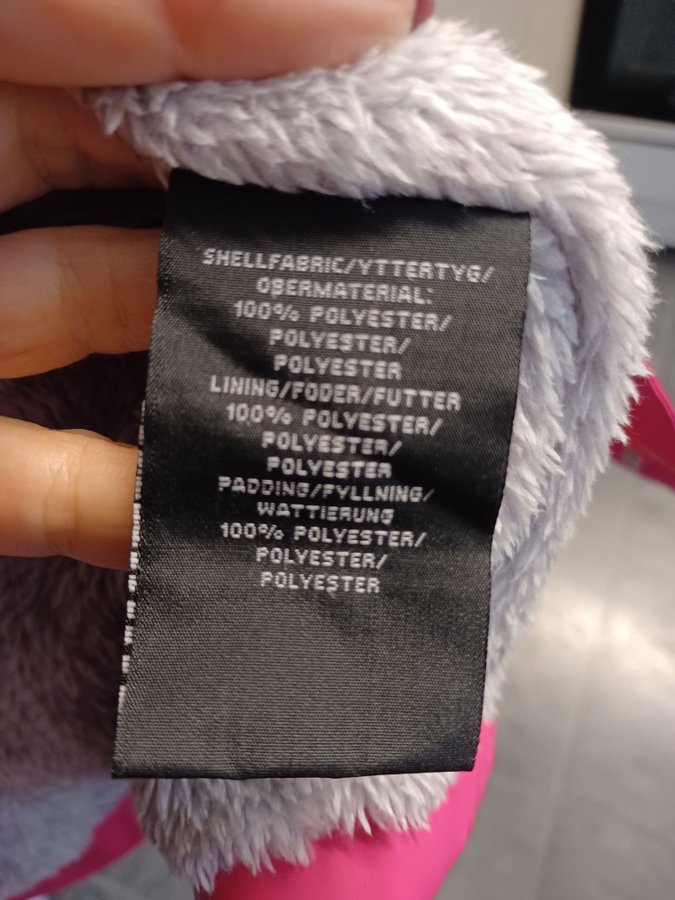 SHELLFABRIC/YTTERTYG/
OBERMATERIAL:
100% POLYESTER/
POLYESTER/
POLYESTER
LINING/FODER/FUTTER
100% POLYESTER/
POLYESTER/
POLYESTER
PADDING/FYLLNING/
WATTIERUNG
100% POLYESTER/
POLYESTER/
POLYESTER